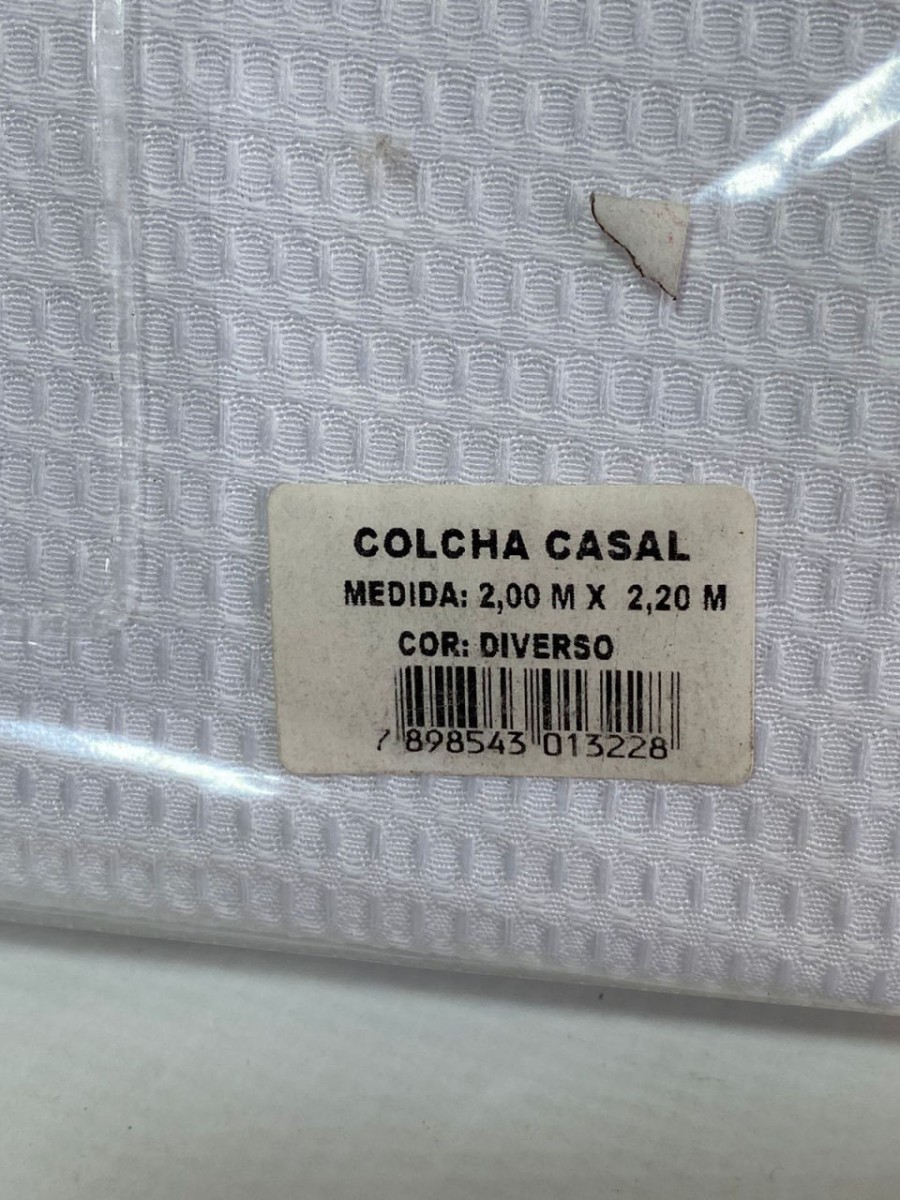 COLCHA CASAL
MEDIDA: 2,00 M X 2,20 M
COR: DIVERSO
7 898543 013228